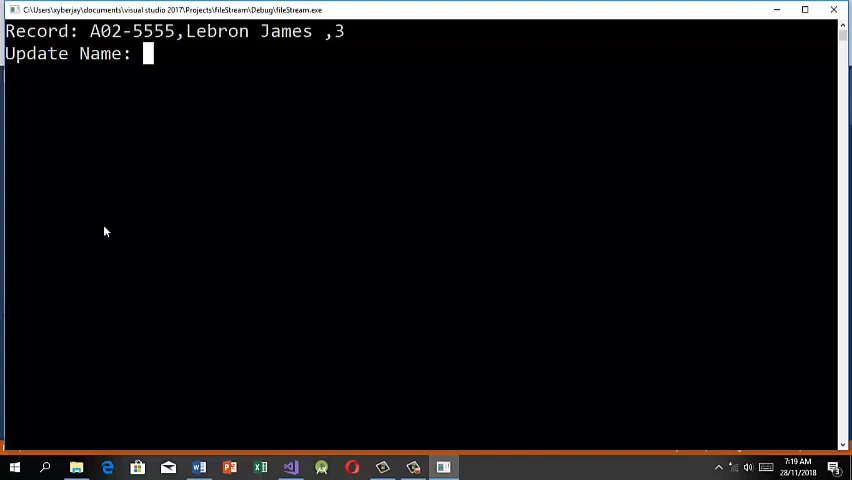 C:\Users\xyberjay\documents\visual studio 2017\Projects\fileStream\Debug\fileStream.exe
Record: A02-5555,Lebron James ,3
Update Name:
7:19 AM
28/11/2018
3